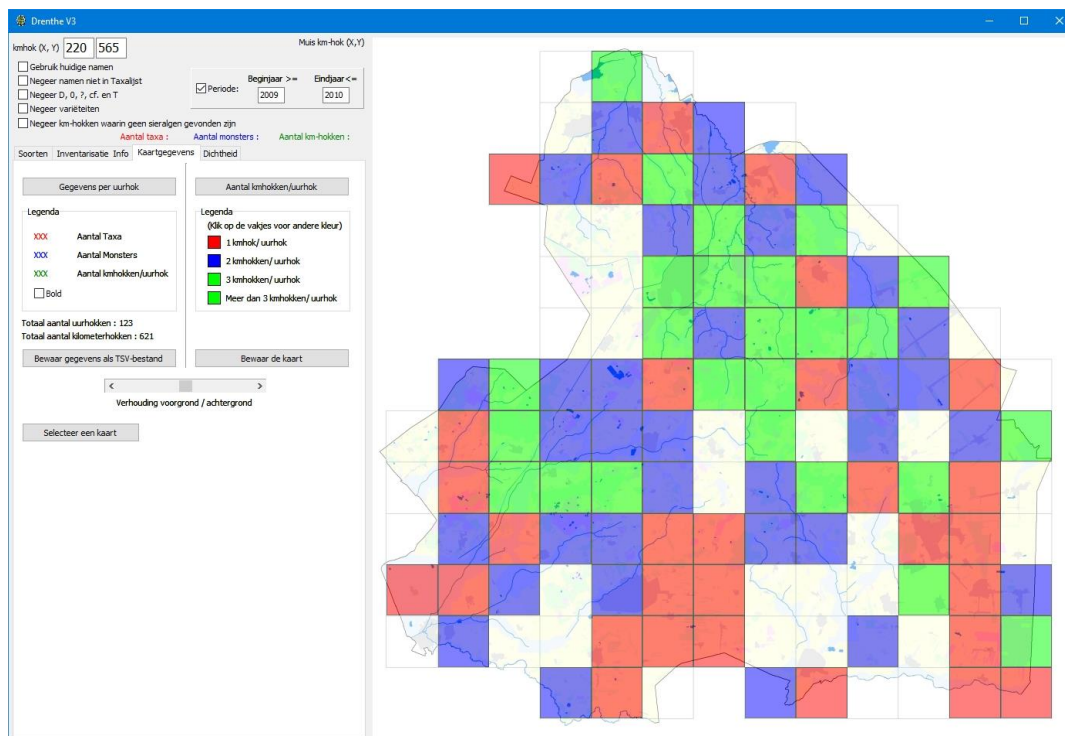 Drenthe V3
kmhok (X, Y) 220 565
Muis km-hok (X,Y)
Gebruik huidige namen
Negeer namen niet in Taxalijst
Negeer D, 0, ?, cf. en T
Negeer variëteiten
Negeer km-hokken waarin geen sieralgen gevonden zijn
Periode:
Beginjaar >= Eindjaar<=
2009 2010
Aantal taxa : Aantal monsters : Aantal km-hokken :
Soorten Inventarisatie Info Kaartgegevens Dichtheid
Gegevens per uurhok
Legenda
XXX Aantal Taxa
XXX Aantal Monsters
XXX Aantal kmhokken/uurhok
Bold
Totaal aantal uurhokken : 123
Totaal aantal kilometerhokken : 621
Bewaar gegevens als TSV-bestand
Aantal kmhokken/uurhok
Legenda
(Klik op de vakjes voor andere kleur)
1 kmhok/ uurhok
2 kmhokken/ uurhok
3 kmhokken/ uurhok
Meer dan 3 kmhokken/ uurhok
Bewaar de kaart
Verhouding voorgrond / achtergrond
Selecteer een kaart